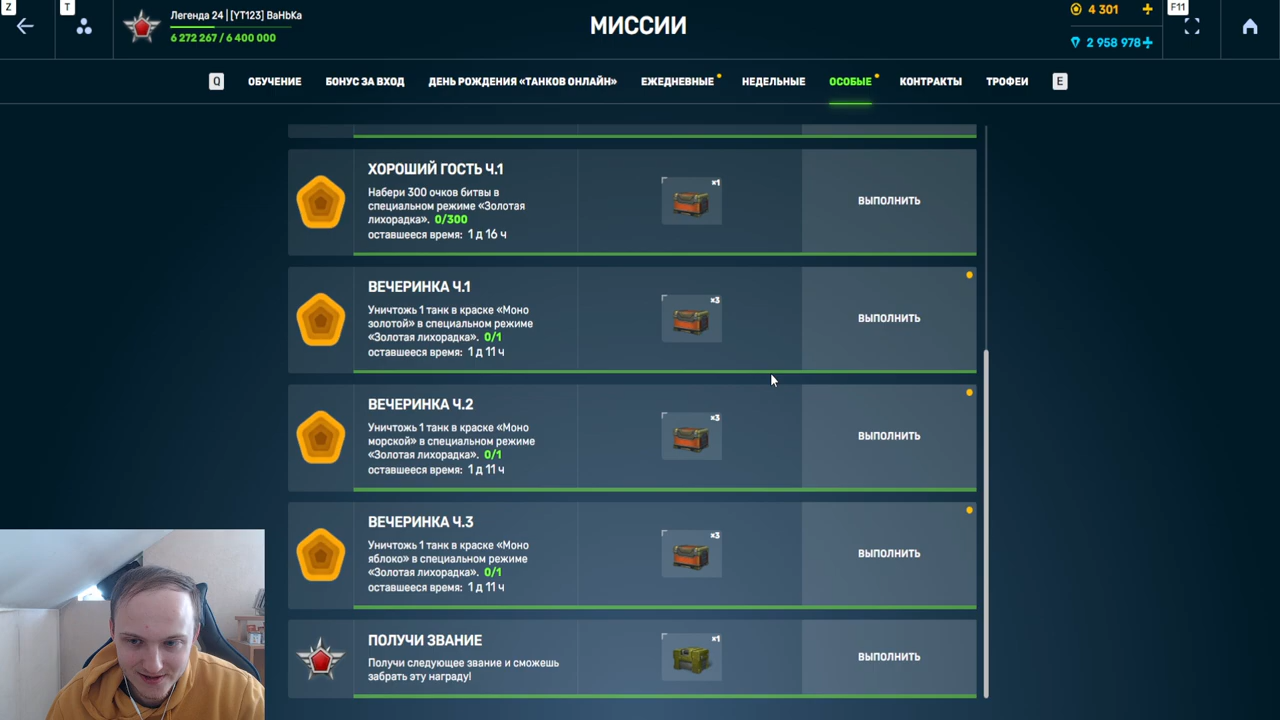 Z
T
Легенда 24 | [YT123] BaHbKa
6 272 267 / 6 400 000
МИССИИ
4 301
2 958 978
F11
Q
ОБУЧЕНИЕ
БОНУС ЗА ВХОД
ДЕНЬ РОЖДЕНИЯ «ТАНКОВ ОНЛАЙН»
ЕЖЕДНЕВНЫЕ
НЕДЕЛЬНЫЕ
ОСОБЫЕ
КОНТРАКТЫ
ТРОФЕИ
E
ХОРОШИЙ ГОСТЬ Ч.1
Набери 300 очков битвы в
специальном режиме «Золотая
лихорадка». 0/300
оставшееся время: 1 д 16 ч
x1
ВЫПОЛНИТЬ
ВЕЧЕРИНКА Ч.1
Уничтожь 1 танк в краске «Моно
золотой» в специальном режиме
«Золотая лихорадка». 0/1
оставшееся время: 1 д 11 ч
x3
ВЫПОЛНИТЬ
ВЕЧЕРИНКА Ч.2
Уничтожь 1 танк в краске «Моно
морской» в специальном режиме
«Золотая лихорадка». 0/1
оставшееся время: 1 д 11 ч
x3
ВЫПОЛНИТЬ
ВЕЧЕРИНКА Ч.3
Уничтожь 1 танк в краске «Моно
яблоко» в специальном режиме
«Золотая лихорадка». 0/1
оставшееся время: 1 д 11 ч
x3
ВЫПОЛНИТЬ
ПОЛУЧИ ЗВАНИЕ
Получи следующее звание и сможешь
забрать эту награду!
x1
ВЫПОЛНИТЬ